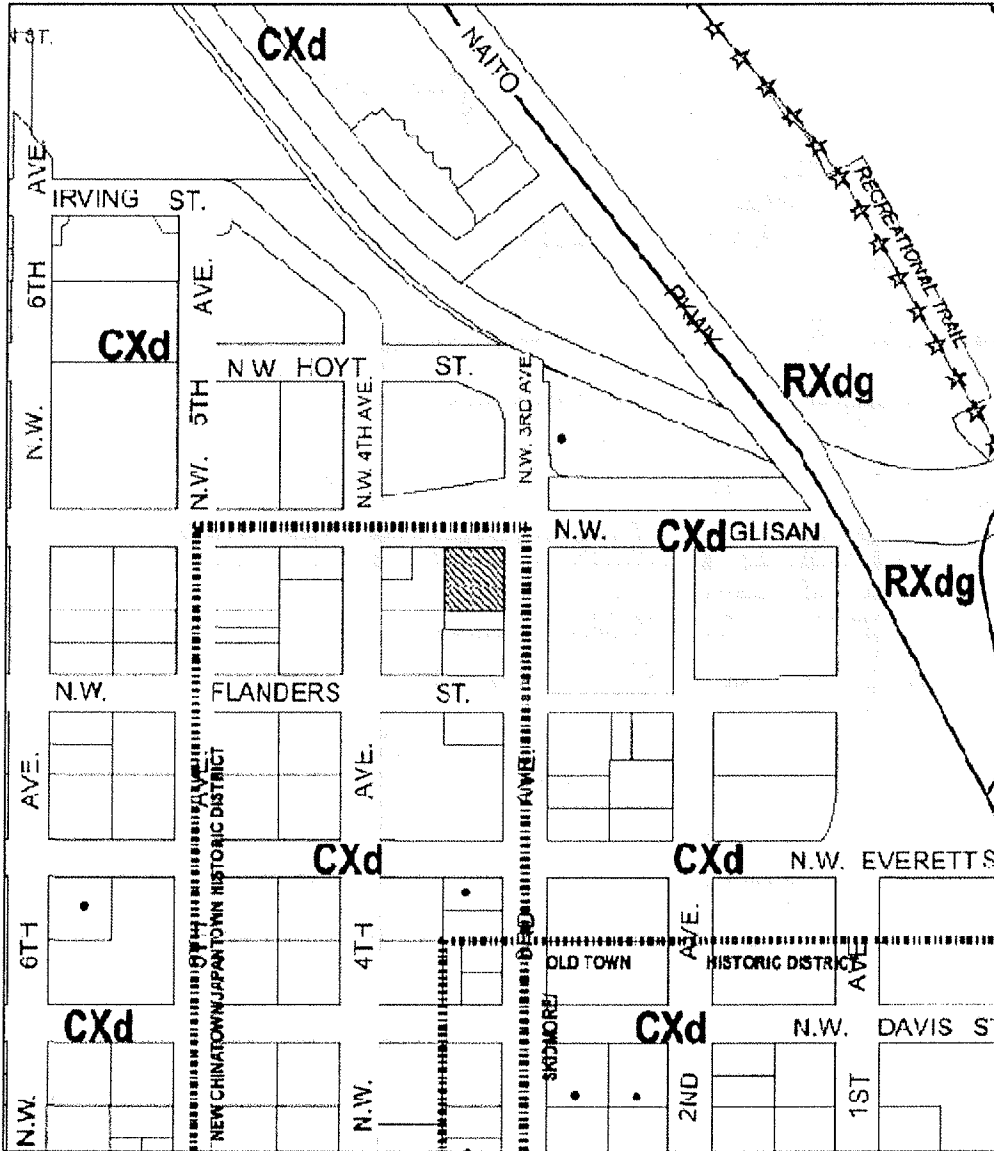 N ST.
CXd
NAITO
PKWY.
RECREATIONAL TRAIL
AVE.
IRVING ST.
6TH
AVE.
CXd
N.W. HOYT ST.
RXdg
5TH
N.W. 4TH AVE.
N.W. 3RD AVE.
N.W.
N.W.
N.W. CXd GLISAN
RXdg
N.W. FLANDERS ST.
AVE.
AVE.
AVE.
AVE.
NEW CHINATOWN/JAPANTOWN HISTORIC DISTRICT
CXd
CXd
N.W. EVERETT S
6TH
5TH
4TH
3RD
AVE.
AVE
OLD TOWN HISTORIC DISTRICT
SKIDMORE/
CXd
CXd
N.W. DAVIS ST
N.W.
N.W.
2ND
1ST